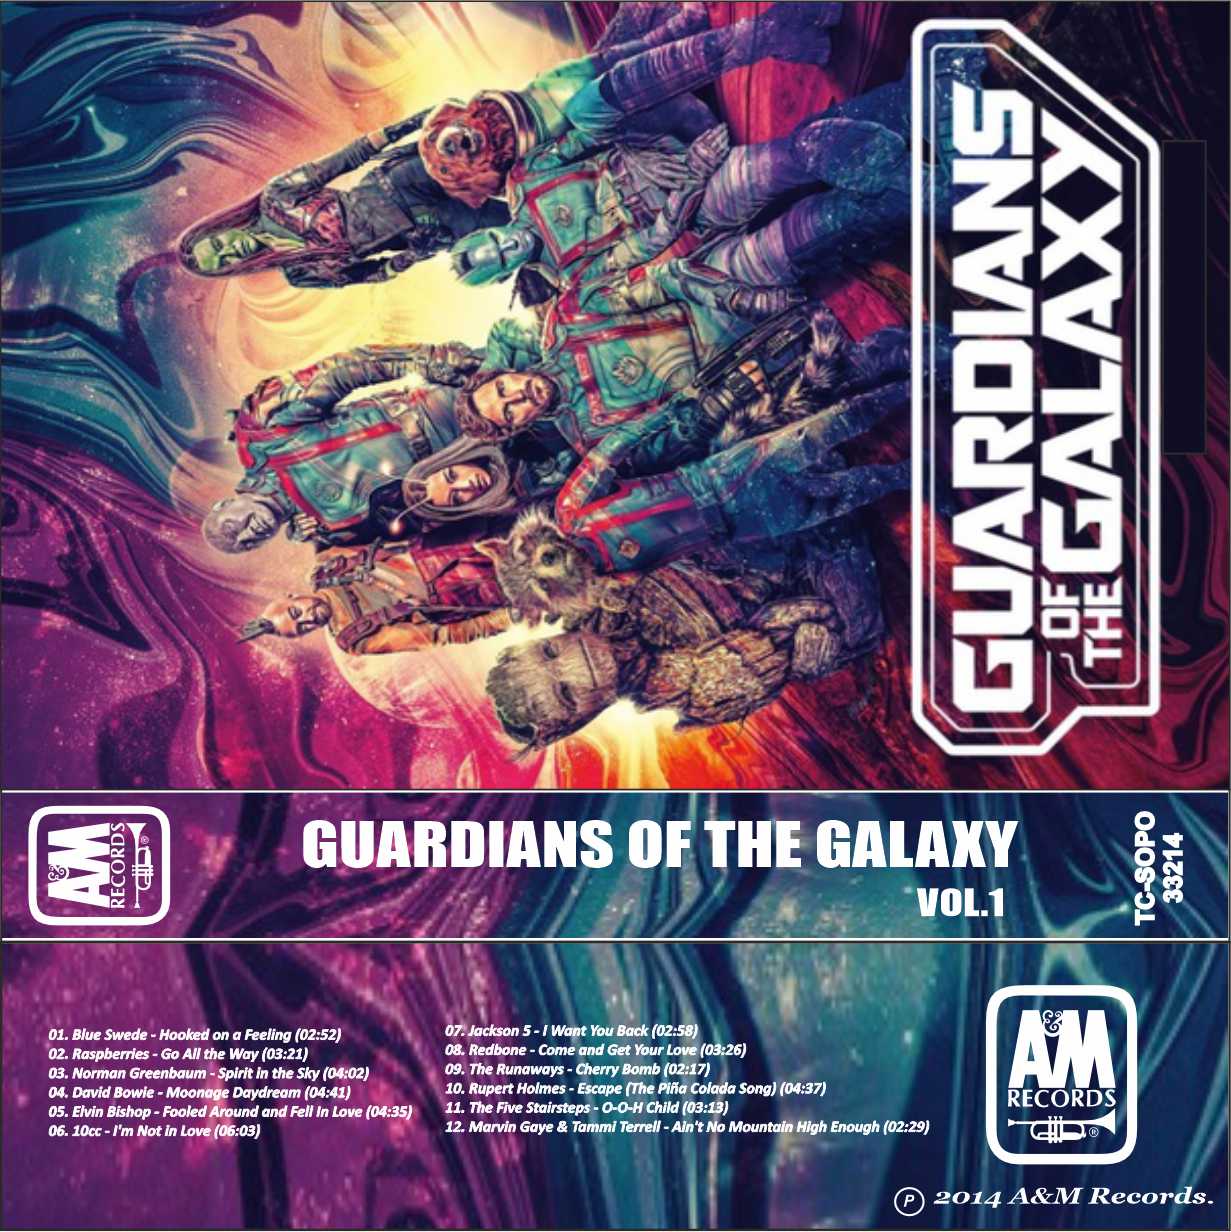 GUARDIANS
OF
THE
GALAXY
A&M
RECORDS
®
GUARDIANS OF THE GALAXY
VOL.1
TC-SOPO
33214
01. Blue Swede - Hooked on a Feeling (02:52)
02. Raspberries - Go All the Way (03:21)
03. Norman Greenbaum - Spirit in the Sky (04:02)
04. David Bowie - Moonage Daydream (04:41)
05. Elvin Bishop - Fooled Around and Fell In Love (04:35)
06. 10cc - I'm Not in Love (06:03)
07. Jackson 5 - I Want You Back (02:58)
08. Redbone - Come and Get Your Love (03:26)
09. The Runaways - Cherry Bomb (02:17)
10. Rupert Holmes - Escape (The Piña Colada Song) (04:37)
11. The Five Stairsteps - O-O-H Child (03:13)
12. Marvin Gaye & Tammi Terrell - Ain't No Mountain High Enough (02:29)
A&M
RECORDS
®
℗ 2014 A&M Records.